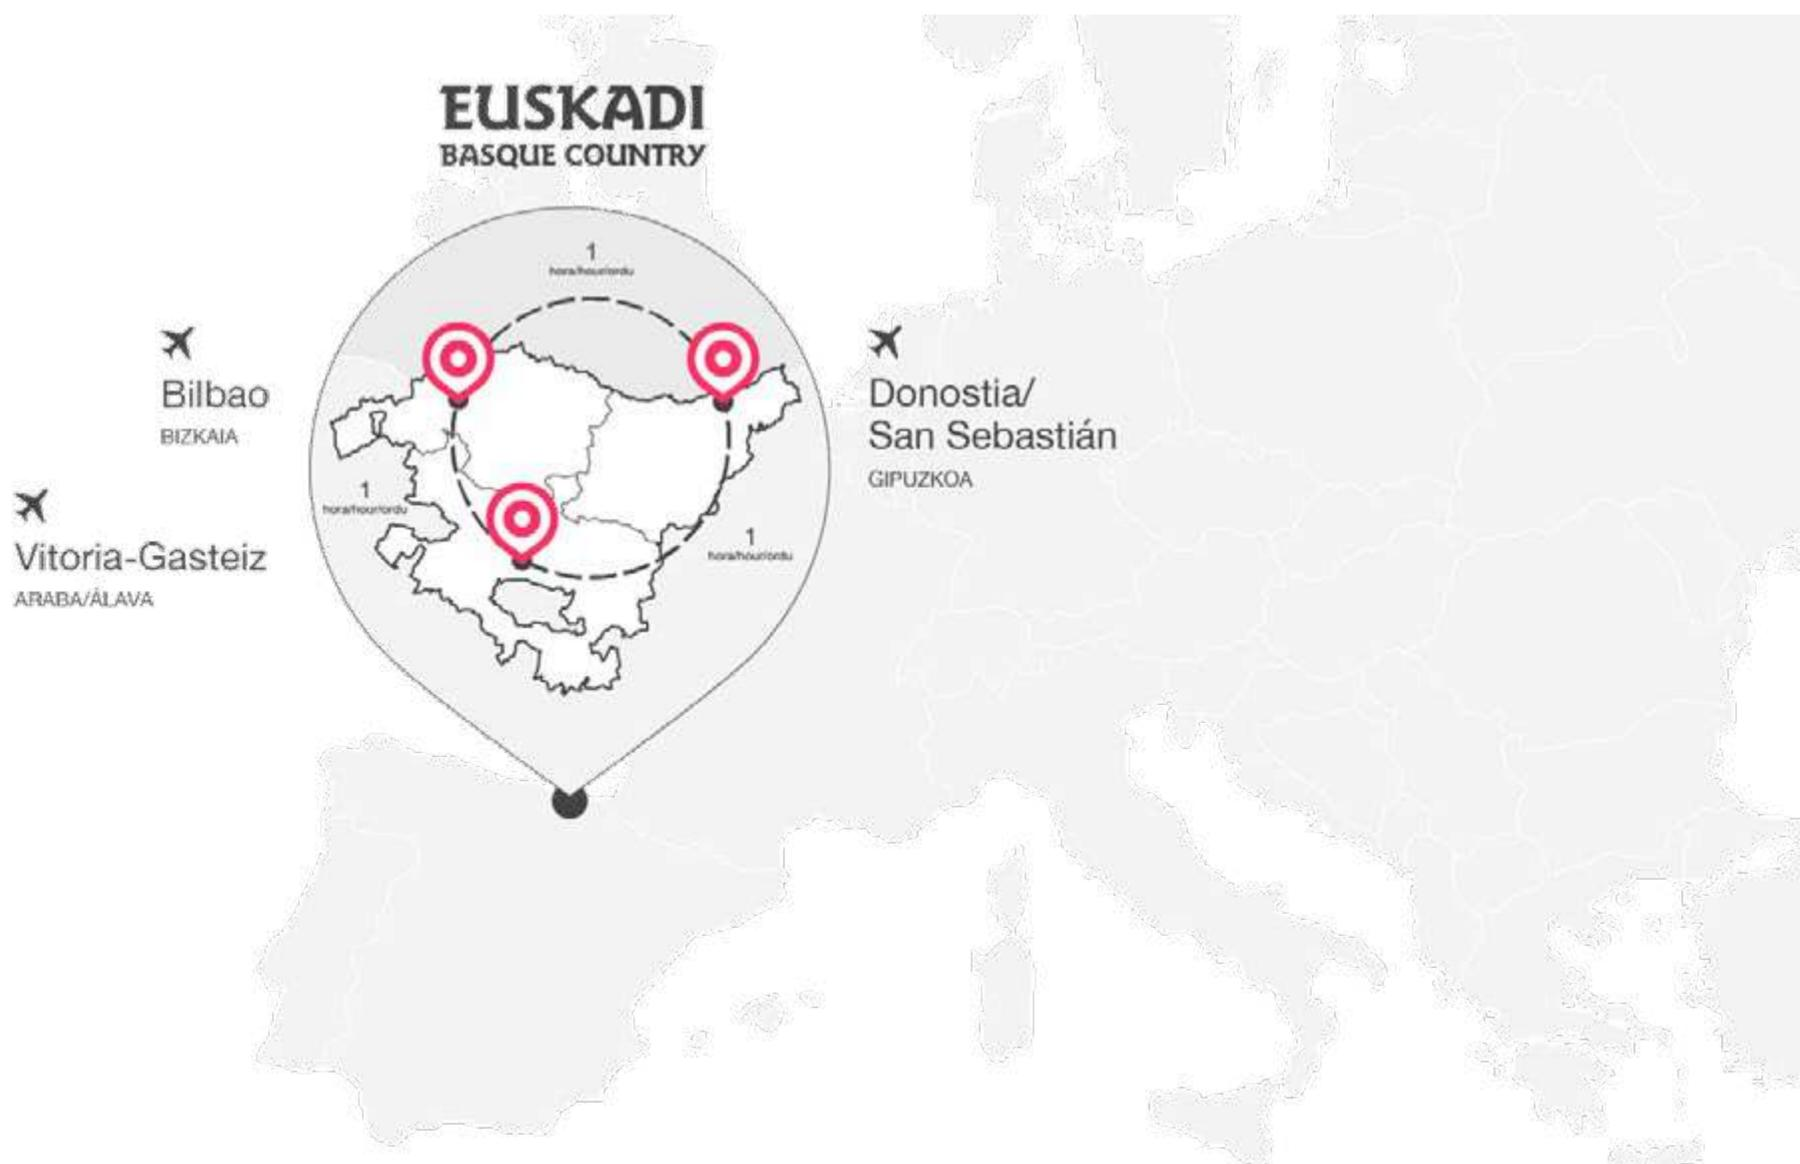 EUSKADI
BASQUE COUNTRY
1
hora/hour/ordu
Bilbao
BIZKAIA
Donostia/
San Sebastián
GIPUZKOA
1
hora/hour/ordu
Vitoria-Gasteiz
ARABA/ÁLAVA
1
hora/hour/ordu